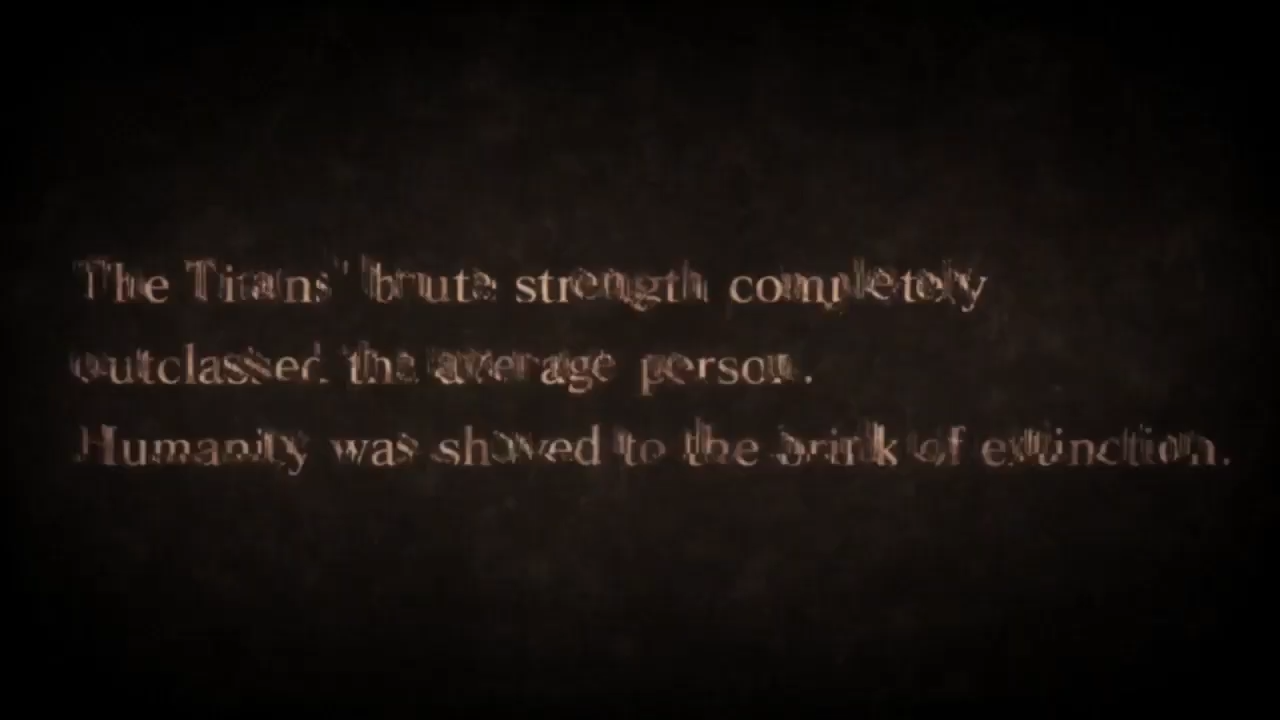 The Titans' brute strength completely
outclassed the average person.
Humanity was shoved to the brink of extinction.